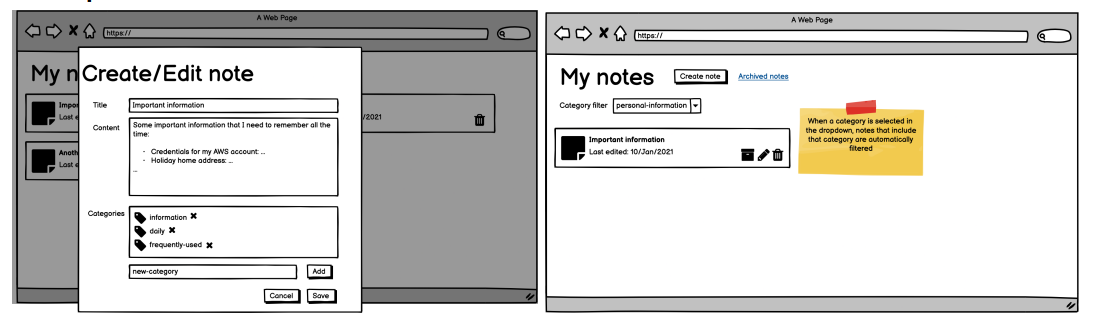 A Web Page
https://
My n
Create/Edit note
Title
Important information
Content
Some important information that I need to remember all the
time:
- Credentials for my AWS account: ...
- Holiday home address: ...
...
Categories
information
daily
frequently-used
new-category
Add
Cancel
Save
Impor
Last e
/2021
Anoth
Last e
A Web Page
https://
My notes
Create note
Archived notes
Category filter
personal-information
Important information
Last edited: 10/Jan/2021
When a category is selected in
the dropdown, notes that include
that category are automatically
filtered